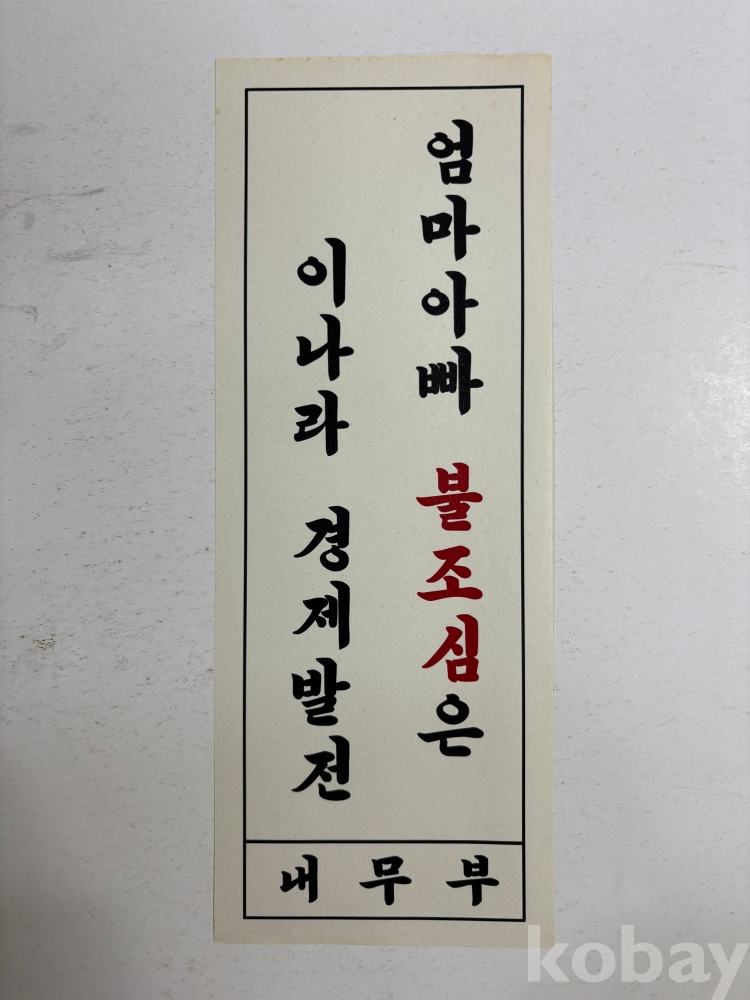 엄마아빠 불조심은
이나라 경제발전
내무부
kobay